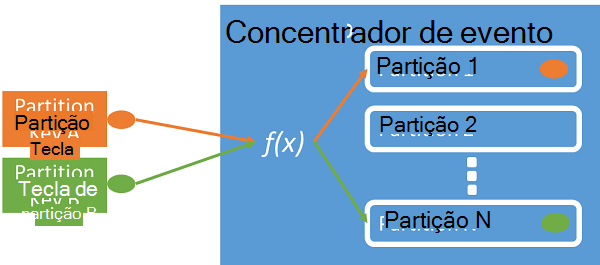 Concentrador de evento
Partição 1
Partition
Partição
Key A
Tecla
f(x)
Partição 2
Partition
Tecla de
Key B
partição B
Partição N